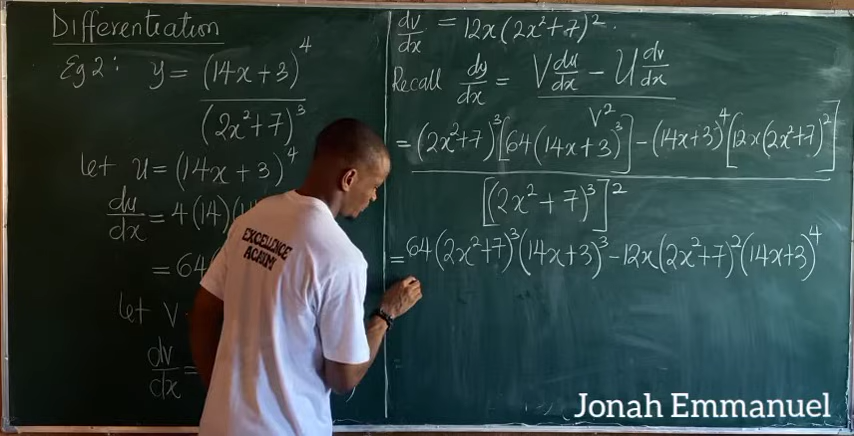 Differentiation
Eg 2: y = (14x+3)^4
(2x²+7)³
let u = (14x+3)^4
du/dx = 4(14)(
= 64
let v
dv/dx =
EXCELLENCE
ACADEMY
dv/dx = 12x(2x²+7)².
Recall dy/dx = V du/dx - U dv/dx
V²
= (2x²+7)³[64(14x+3)³] - (14x+3)^4[12x(2x²+7)²]
[(2x²+7)³]²
= 64(2x²+7)³(14x+3)³ - 12x(2x²+7)²(14x+3)^4
Jonah Emmanuel